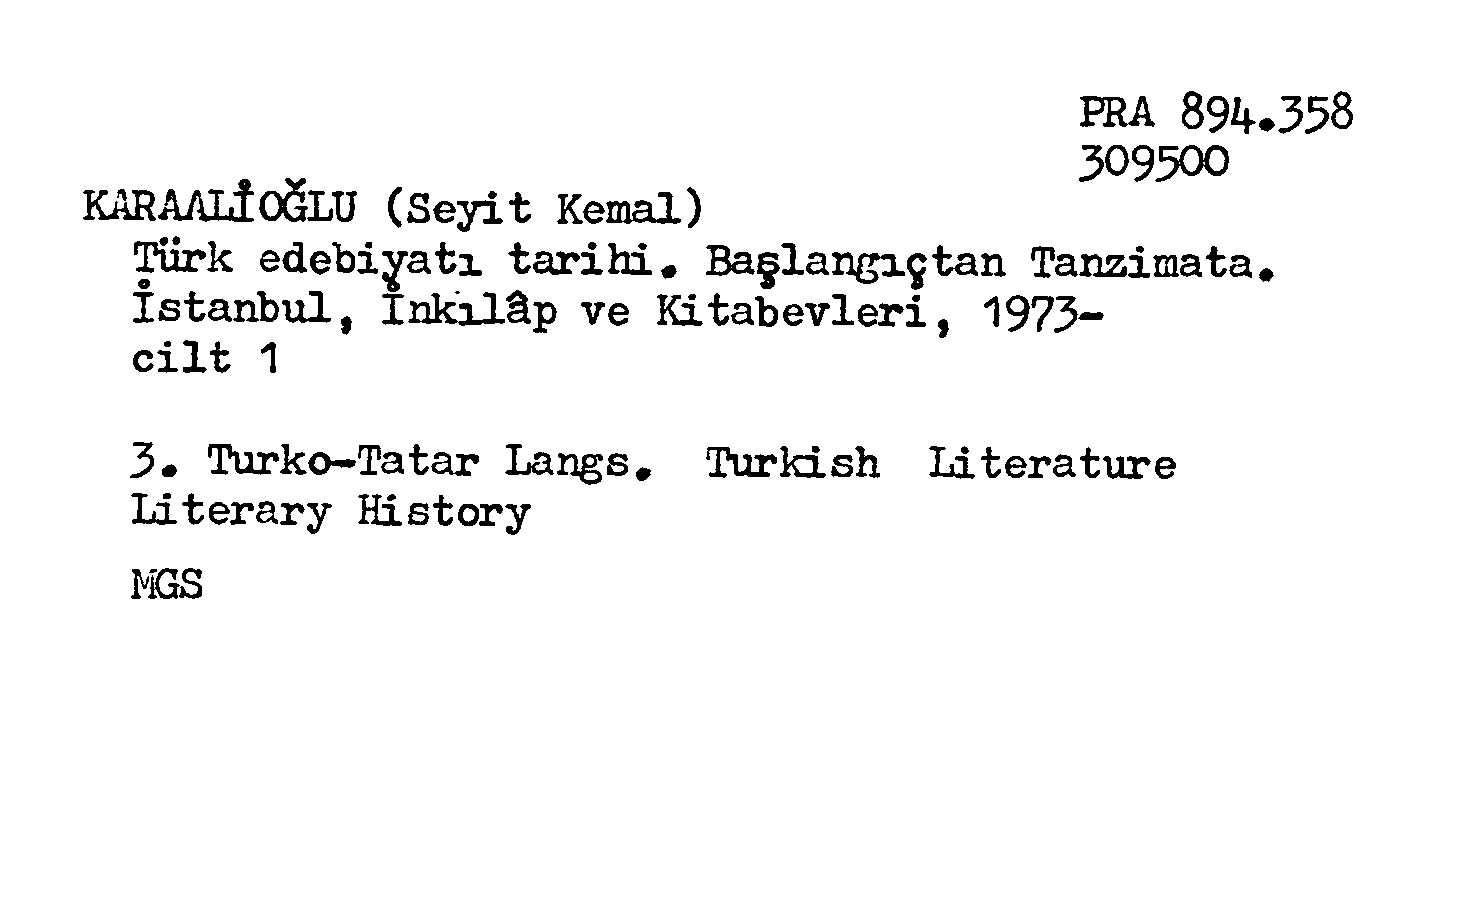 PRA 894.358
309500
KARAALİOĞLU (Seyit Kemal)
Türk edebiyatı tarihi. Başlangıçtan Tanzimata.
İstanbul, İnkılâp ve Kitabevleri, 1973-
cilt 1
3. Turko-Tatar Langs. Turkish Literature
Literary History
MGS